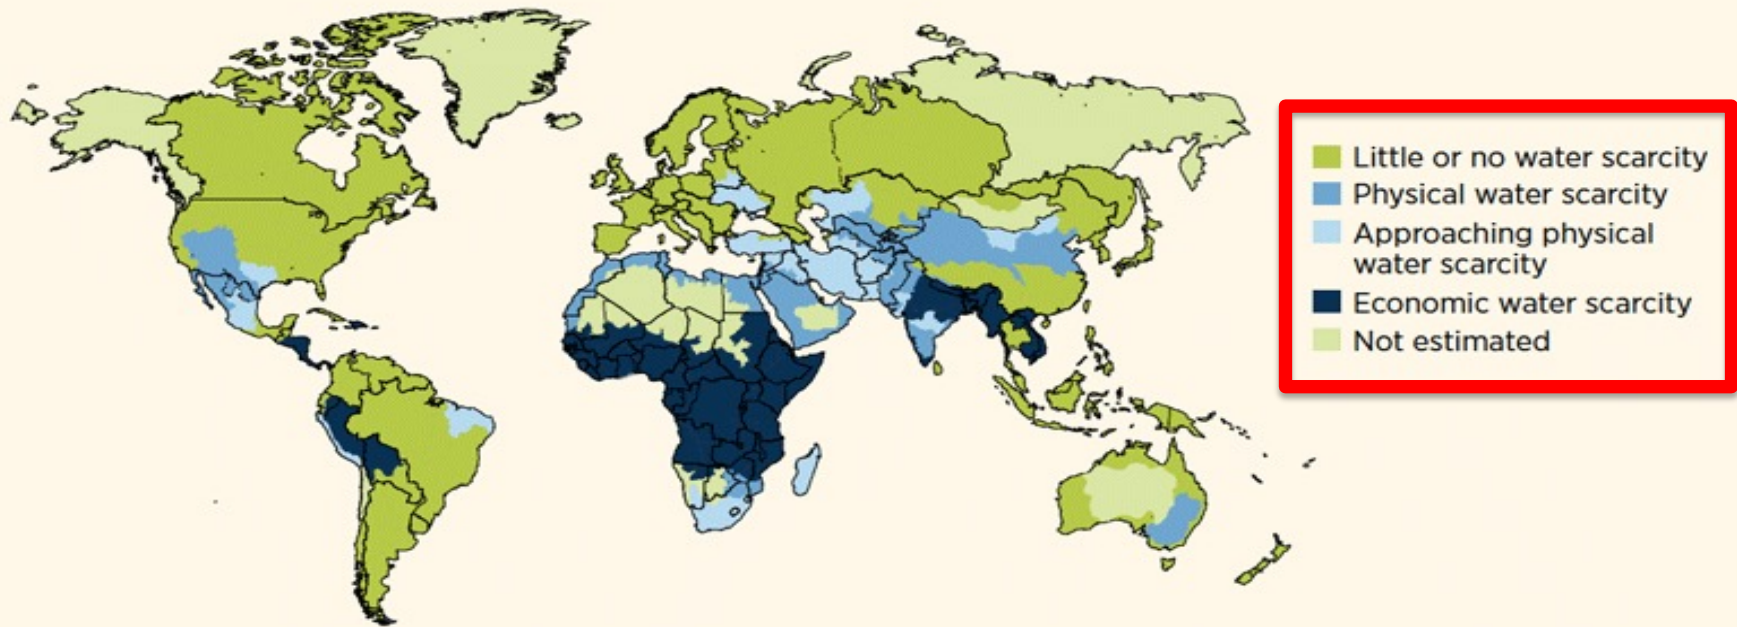 Little or no water scarcity
Physical water scarcity
Approaching physical
water scarcity
Economic water scarcity
Not estimated